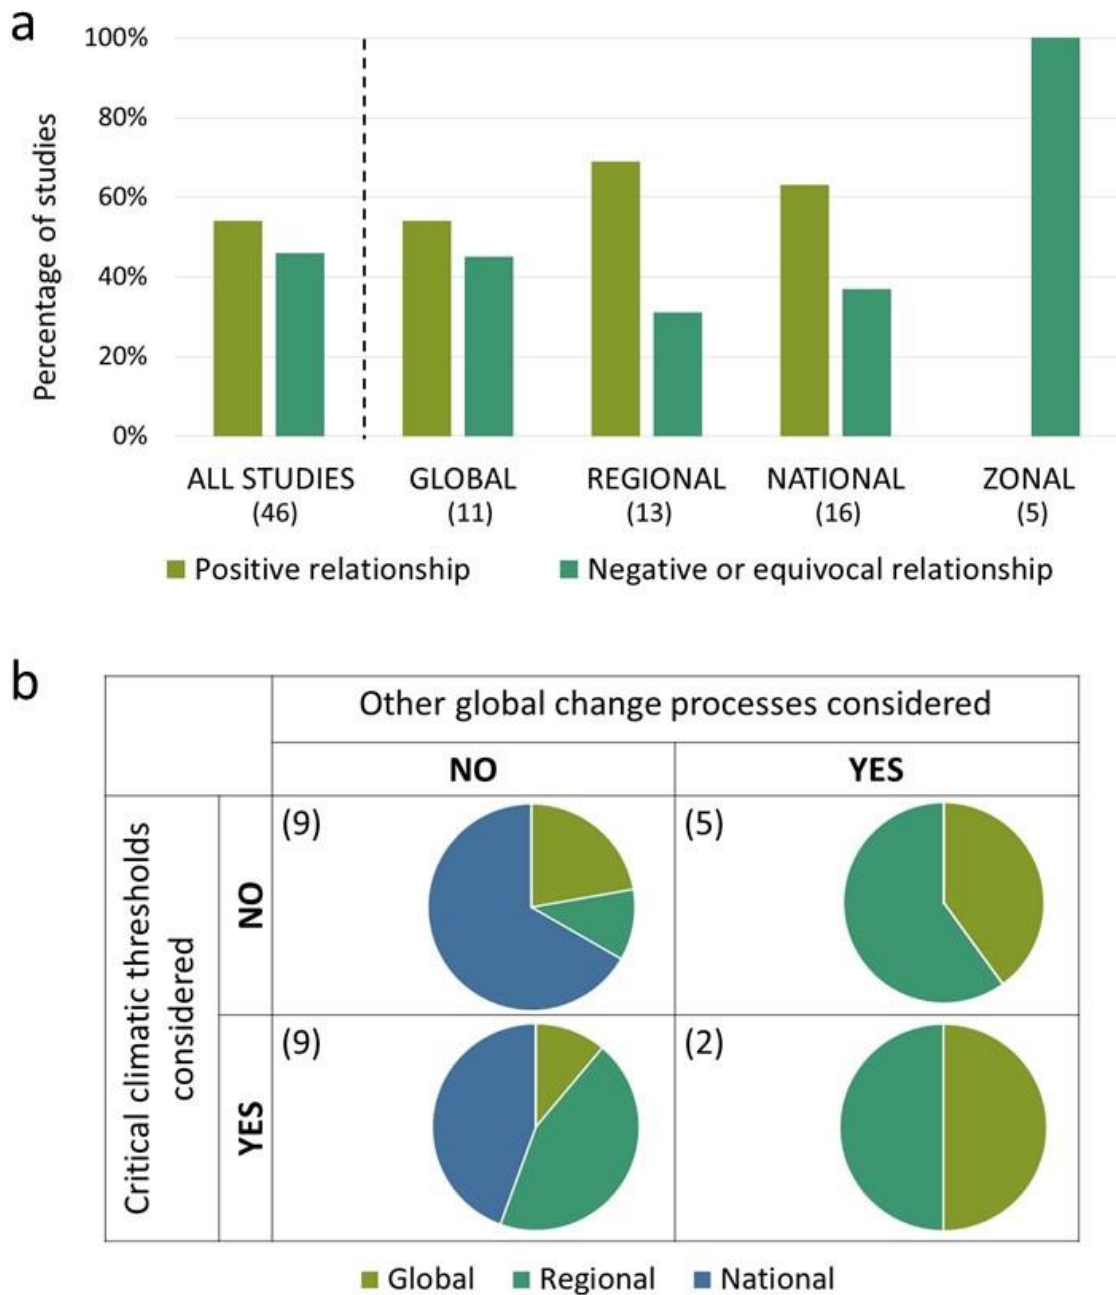 a
100%
80%
60%
40%
20%
0%
Percentage of studies
ALL STUDIES
(46)
GLOBAL
(11)
REGIONAL
(13)
NATIONAL
(16)
ZONAL
(5)
Positive relationship
Negative or equivocal relationship
b
Other global change processes considered
NO
YES
Critical climatic thresholds
considered
NO
(9)
(5)
YES
(9)
(2)
Global
Regional
National